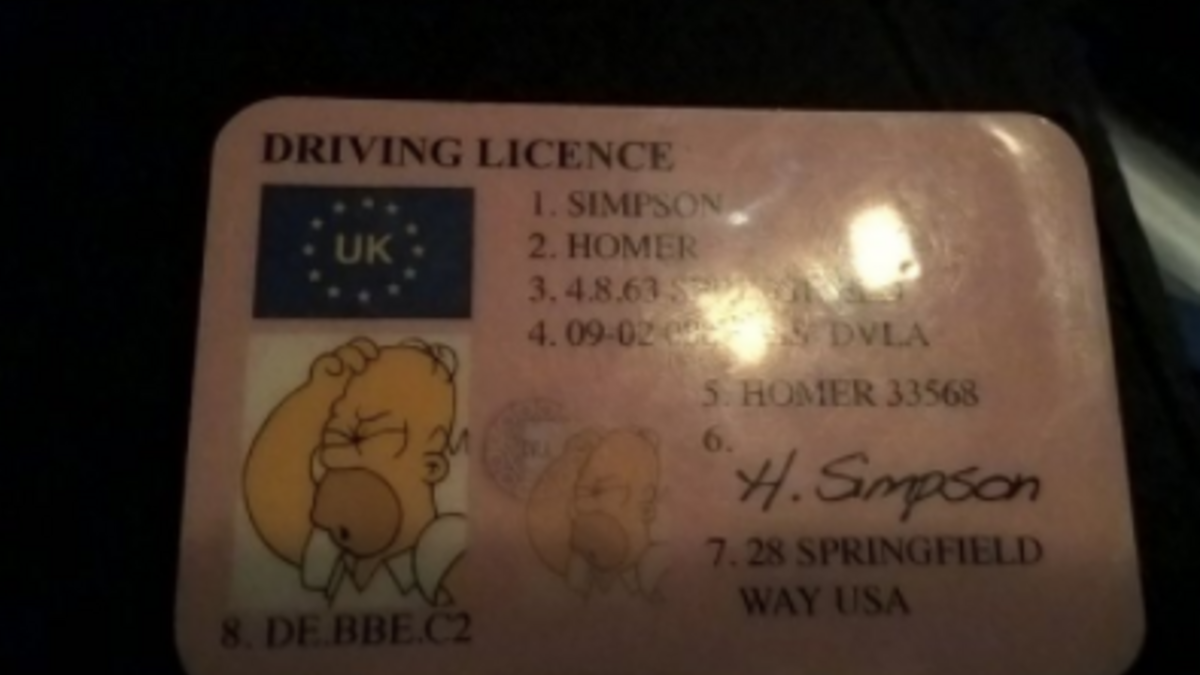 DRIVING LICENCE
UK
1. SIMPSON
2. HOMER
3. 4.8.63
4. 09-02 DVLA
5. HOMER 33568
6.
H. Simpson
7. 28 SPRINGFIELD
WAY USA
8. DE.BBE.C2